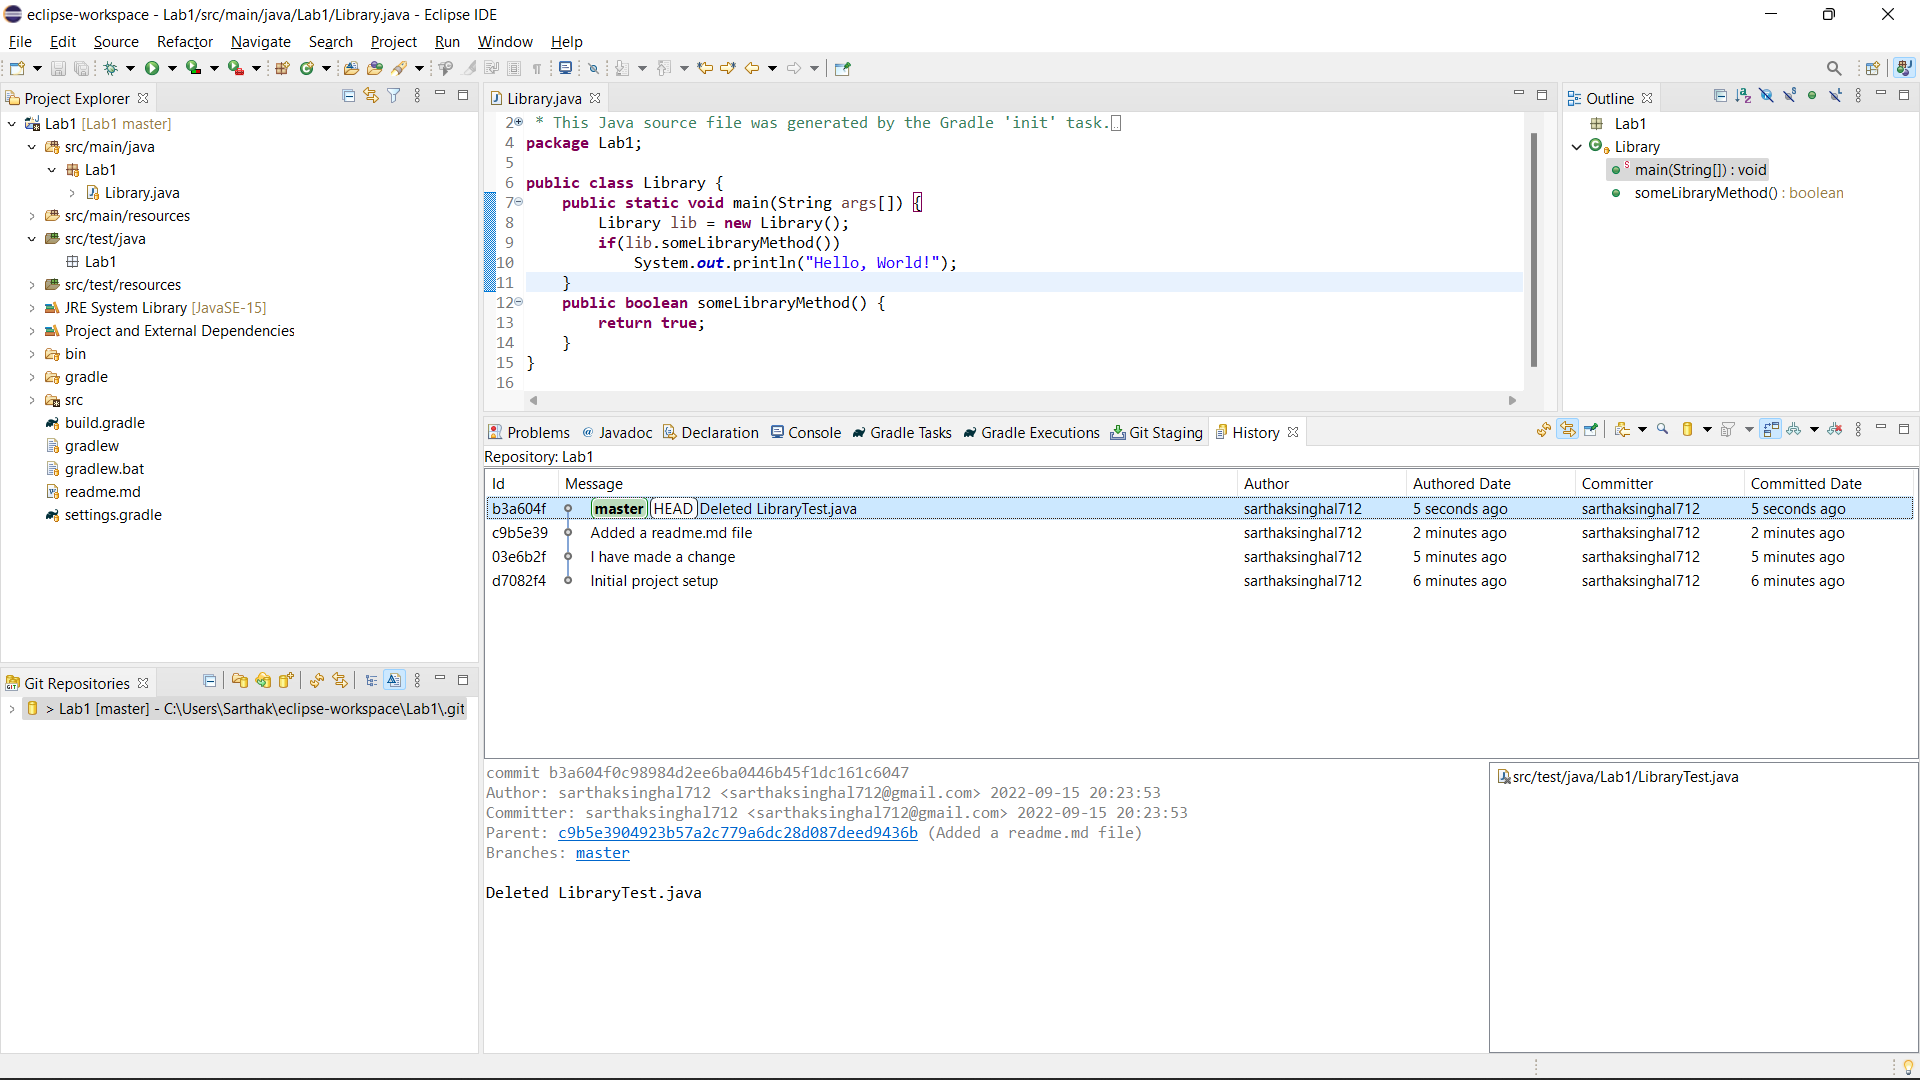 eclipse-workspace - Lab1/src/main/java/Lab1/Library.java - Eclipse IDE
File Edit Source Refactor Navigate Search Project Run Window Help
Project Explorer
Lab1 [Lab1 master]
src/main/java
Lab1
Library.java
src/main/resources
src/test/java
Lab1
src/test/resources
JRE System Library [JavaSE-15]
Project and External Dependencies
bin
gradle
src
build.gradle
gradlew
gradlew.bat
readme.md
settings.gradle
Git Repositories
> Lab1 [master] - C:\Users\Sarthak\eclipse-workspace\Lab1\.git
Library.java
2 * This Java source file was generated by the Gradle 'init' task.
4 package Lab1;
5
6 public class Library {
7 public static void main(String args[]) {
8 Library lib = new Library();
9 if(lib.someLibraryMethod())
10 System.out.println("Hello, World!");
11 }
12 public boolean someLibraryMethod() {
13 return true;
14 }
15 }
16
Outline
Lab1
Library
main(String[]) : void
someLibraryMethod() : boolean
Problems Javadoc Declaration Console Gradle Tasks Gradle Executions Git Staging History
Repository: Lab1
Id Message Author Authored Date Committer Committed Date
b3a604f master HEAD Deleted LibraryTest.java sarthaksinghal712 5 seconds ago sarthaksinghal712 5 seconds ago
c9b5e39 Added a readme.md file sarthaksinghal712 2 minutes ago sarthaksinghal712 2 minutes ago
03e6b2f I have made a change sarthaksinghal712 5 minutes ago sarthaksinghal712 5 minutes ago
d7082f4 Initial project setup sarthaksinghal712 6 minutes ago sarthaksinghal712 6 minutes ago
commit b3a604f0c98984d2ee6ba0446b45f1dc161c6047
Author: sarthaksinghal712 <sarthaksinghal712@gmail.com> 2022-09-15 20:23:53
Committer: sarthaksinghal712 <sarthaksinghal712@gmail.com> 2022-09-15 20:23:53
Parent: c9b5e3904923b57a2c779a6dc28d087deed9436b (Added a readme.md file)
Branches: master
Deleted LibraryTest.java
src/test/java/Lab1/LibraryTest.java